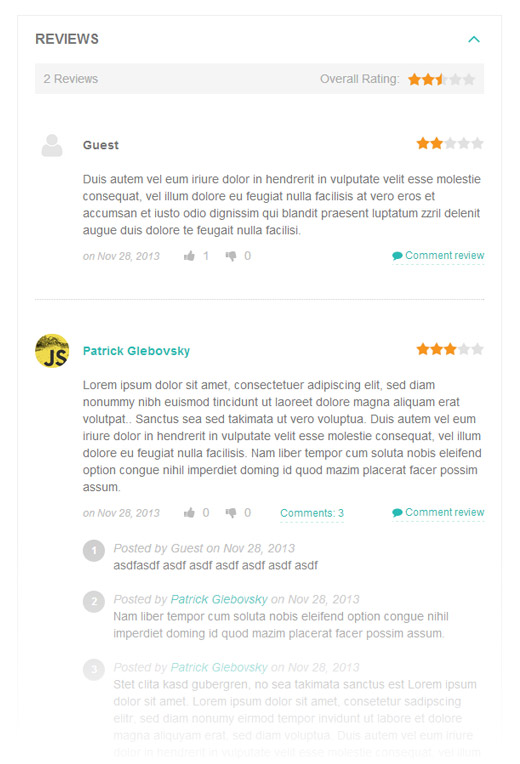 REVIEWS
2 Reviews
Overall Rating:
Guest
Duis autem vel eum iriure dolor in hendrerit in vulputate velit esse molestie
consequat, vel illum dolore eu feugiat nulla facilisis at vero eros et
accumsan et iusto odio dignissim qui blandit praesent luptatum zzril delenit
augue duis dolore te feugait nulla facilisi.
on Nov 28, 2013 1 0 Comment review
JS
Patrick Glebovsky
Lorem ipsum dolor sit amet, consectetuer adipiscing elit, sed diam
nonummy nibh euismod tincidunt ut laoreet dolore magna aliquam erat
volutpat.. Sanctus sea sed takimata ut vero voluptua. Duis autem vel eum
iriure dolor in hendrerit in vulputate velit esse molestie consequat, vel illum
dolore eu feugiat nulla facilisis. Nam liber tempor cum soluta nobis eleifend
option congue nihil imperdiet doming id quod mazim placerat facer possim
assum.
on Nov 28, 2013 0 0 Comments: 3 Comment review
1 Posted by Guest on Nov 28, 2013
asdfasdf asdf asdf asdf asdf asdf asdf
2 Posted by Patrick Glebovsky on Nov 28, 2013
Nam liber tempor cum soluta nobis eleifend option congue nihil
imperdiet doming id quod mazim placerat facer possim assum.
3 Posted by Patrick Glebovsky on Nov 28, 2013
Stet clita kasd gubergren, no sea takimata sanctus est Lorem ipsum
dolor sit amet. Lorem ipsum dolor sit amet, consetetur sadipscing
elitr, sed diam nonumy eirmod tempor invidunt ut labore et dolore
magna aliquyam erat, sed diam voluptua. Duis autem vel eum iriure
dolor in hendrerit in vulputate velit esse molestie consequat, vel illum